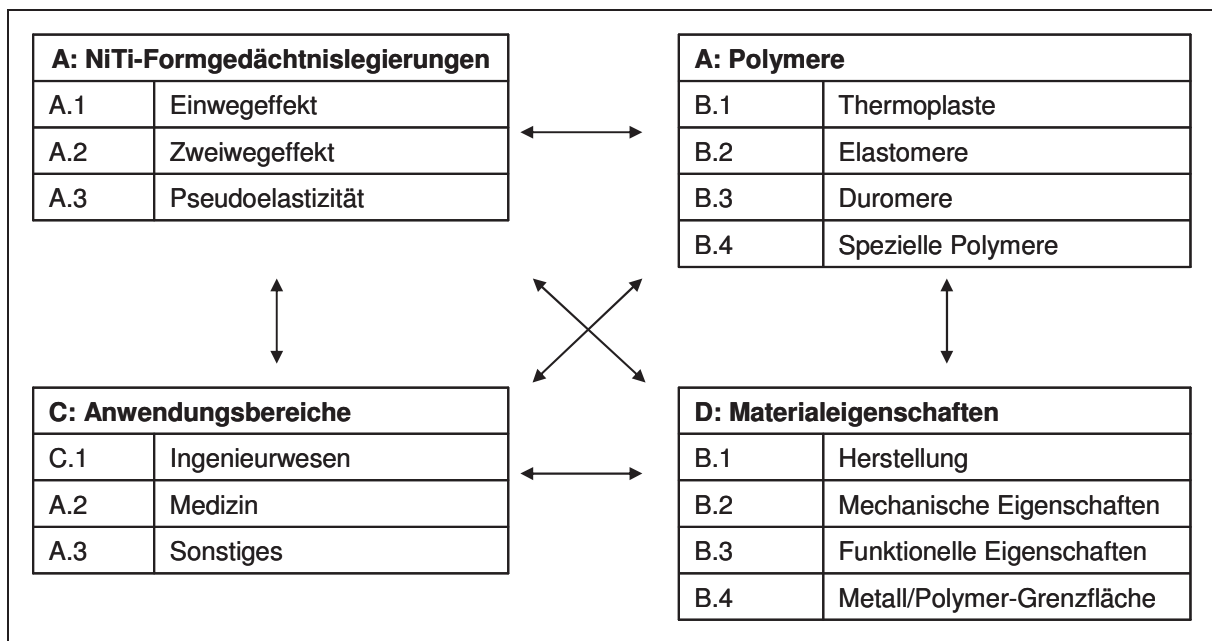 A: NiTi-Formgedächtnislegierungen
A.1 Einwegeffekt
A.2 Zweiwegeffekt
A.3 Pseudoelastizität
A: Polymere
B.1 Thermoplaste
B.2 Elastomere
B.3 Duromere
B.4 Spezielle Polymere
C: Anwendungsbereiche
C.1 Ingenieurwesen
A.2 Medizin
A.3 Sonstiges
D: Materialeigenschaften
B.1 Herstellung
B.2 Mechanische Eigenschaften
B.3 Funktionelle Eigenschaften
B.4 Metall/Polymer-Grenzfläche